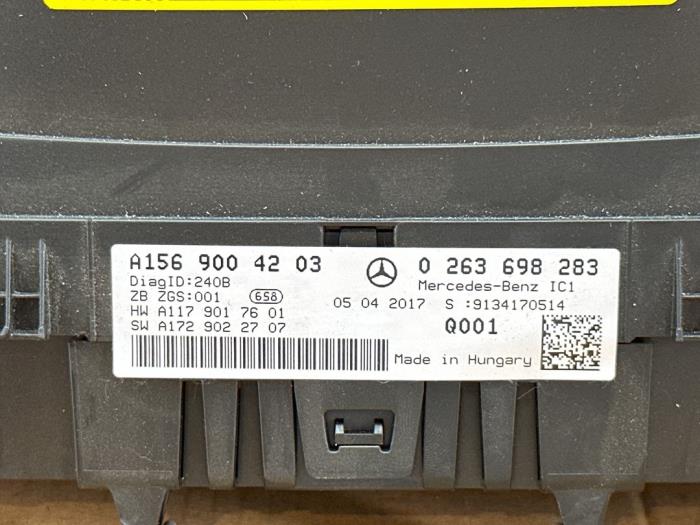 A156 900 42 03
DiagID:240B
ZB ZGS:001 658
HW A117 901 76 01
SW A172 902 27 07
0 263 698 283
Mercedes-Benz IC1
05 04 2017 S :9134170514
Q001
Made in Hungary